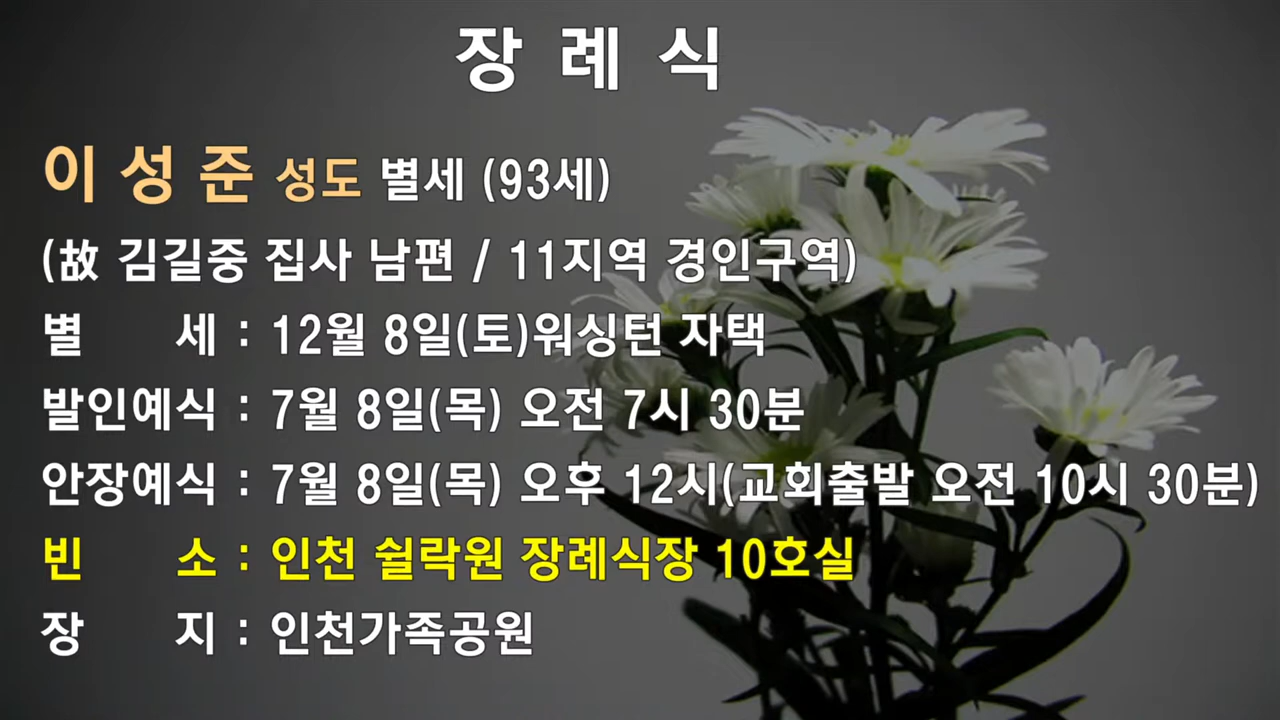 장 례 식
이 성 준 성도 별세 (93세)
(故 김길중 집사 남편 / 11지역 경인구역)
별 세 : 12월 8일(토)워싱턴 자택
발인예식 : 7월 8일(목) 오전 7시 30분
안장예식 : 7월 8일(목) 오후 12시(교회출발 오전 10시 30분)
빈 소 : 인천 쉴락원 장례식장 10호실
장 지 : 인천가족공원